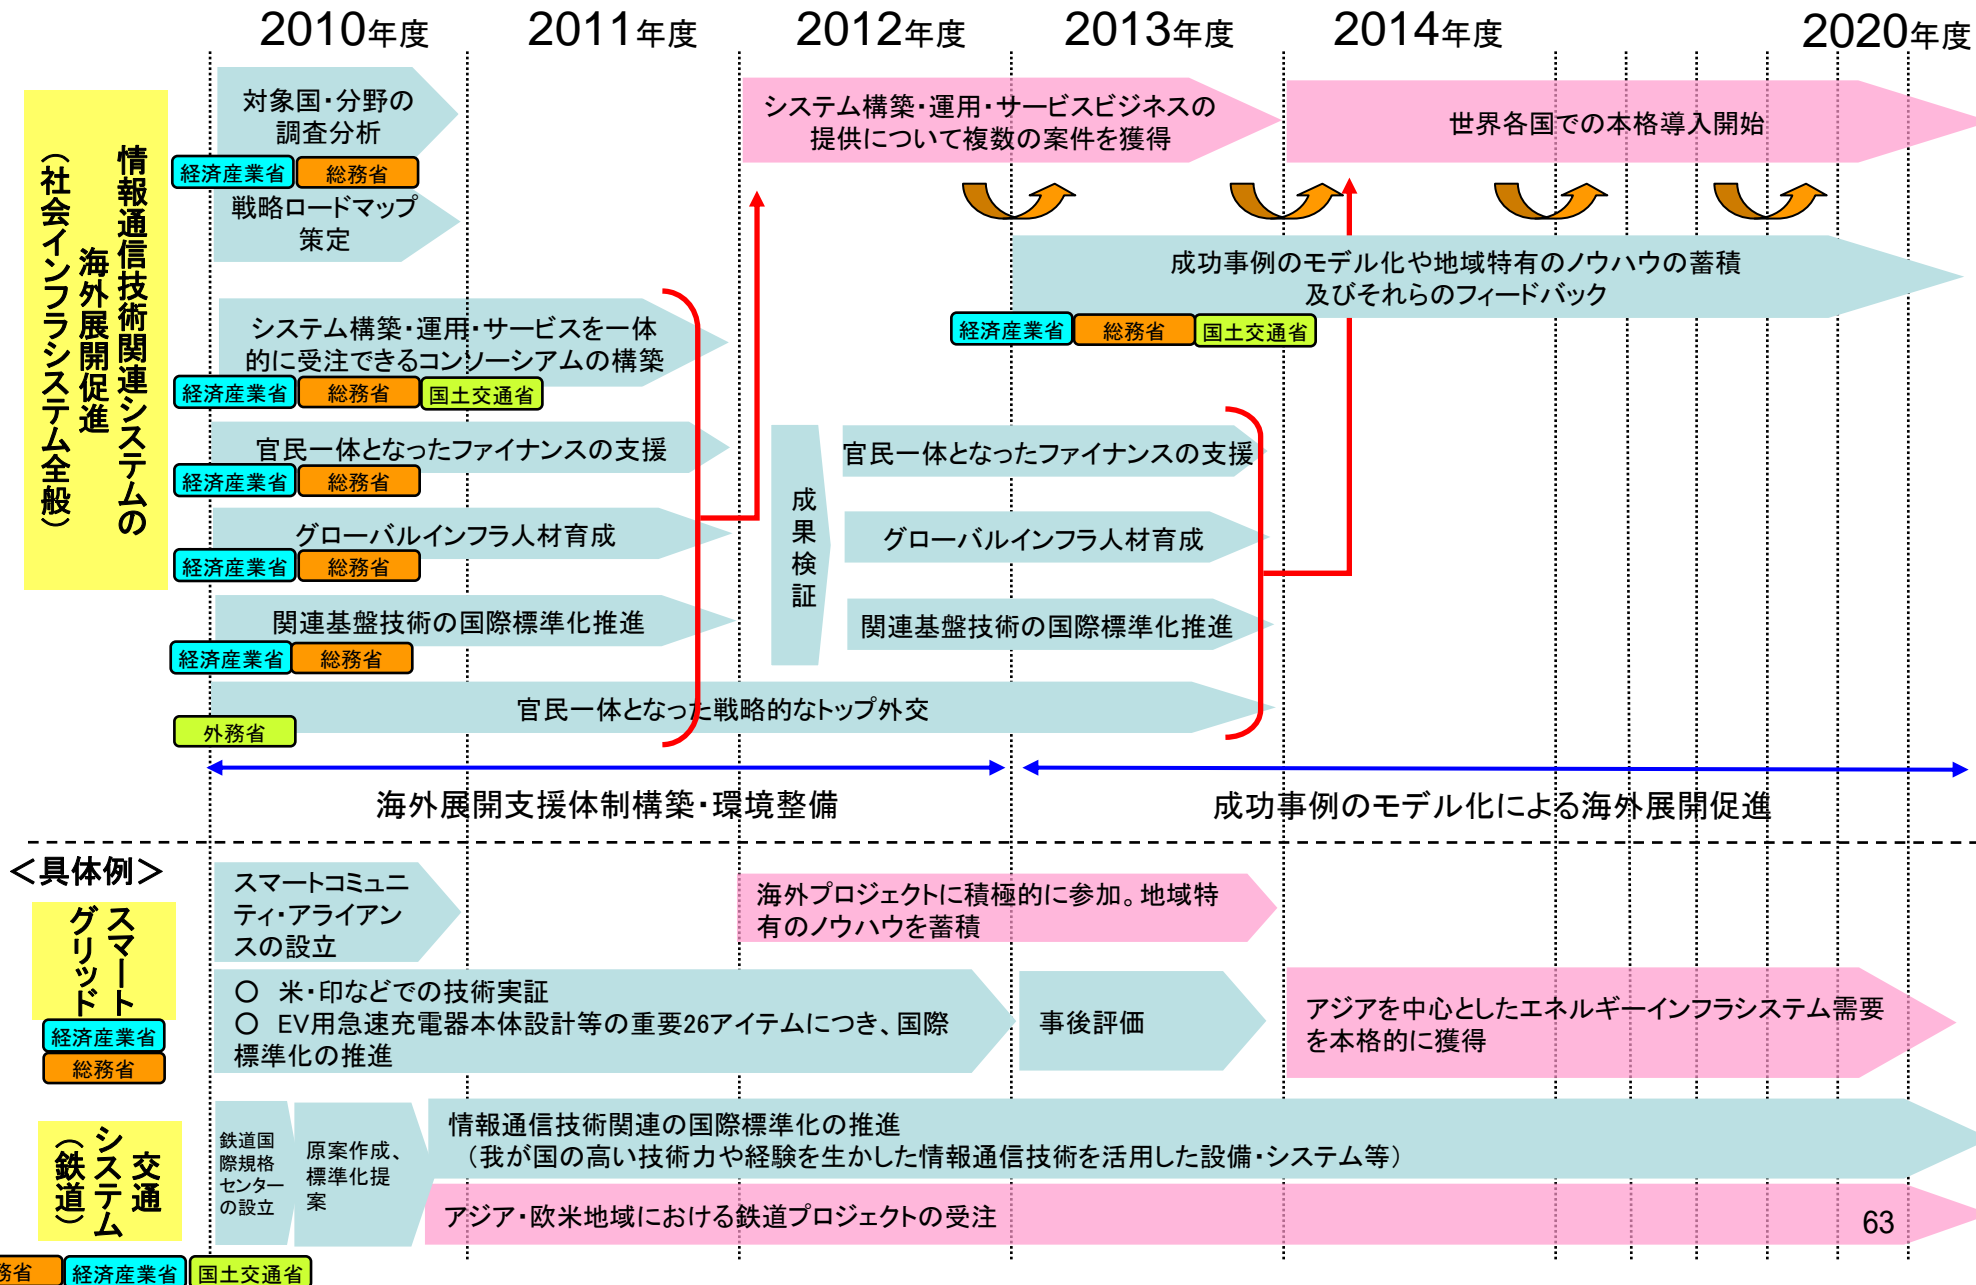 2010年度
2011年度
2012年度
2013年度
2014年度
2020年度
情報通信技術関連システムの
海外展開促進
（社会インフラシステム全般）
対象国・分野の
調査分析
経済産業省
総務省
戦略ロードマップ
策定
システム構築・運用・サービスビジネスの
提供について複数の案件を獲得
世界各国での本格導入開始
成功事例のモデル化や地域特有のノウハウの蓄積
及びそれらのフィードバック
経済産業省
総務省
国土交通省
システム構築・運用・サービスを一体
的に受注できるコンソーシアムの構築
経済産業省
総務省
国土交通省
官民一体となったファイナンスの支援
経済産業省
総務省
グローバルインフラ人材育成
経済産業省
総務省
関連基盤技術の国際標準化推進
経済産業省
総務省
成果検証
官民一体となったファイナンスの支援
グローバルインフラ人材育成
関連基盤技術の国際標準化推進
官民一体となった戦略的なトップ外交
外務省
海外展開支援体制構築・環境整備
成功事例のモデル化による海外展開促進
＜具体例＞
スマート
グリッド
経済産業省
総務省
スマートコミュニ
ティ・アライアン
スの設立
海外プロジェクトに積極的に参加。地域特
有のノウハウを蓄積
○　米・印などでの技術実証
○　EV用急速充電器本体設計等の重要26アイテムにつき、国際
標準化の推進
事後評価
アジアを中心としたエネルギーインフラシステム需要
を本格的に獲得
交通
システム
（鉄道）
鉄道国
際規格
センター
の設立
原案作成、
標準化提
案
情報通信技術関連の国際標準化の推進
（我が国の高い技術力や経験を生かした情報通信技術を活用した設備・システム等）
アジア・欧米地域における鉄道プロジェクトの受注
63
務省
経済産業省
国土交通省